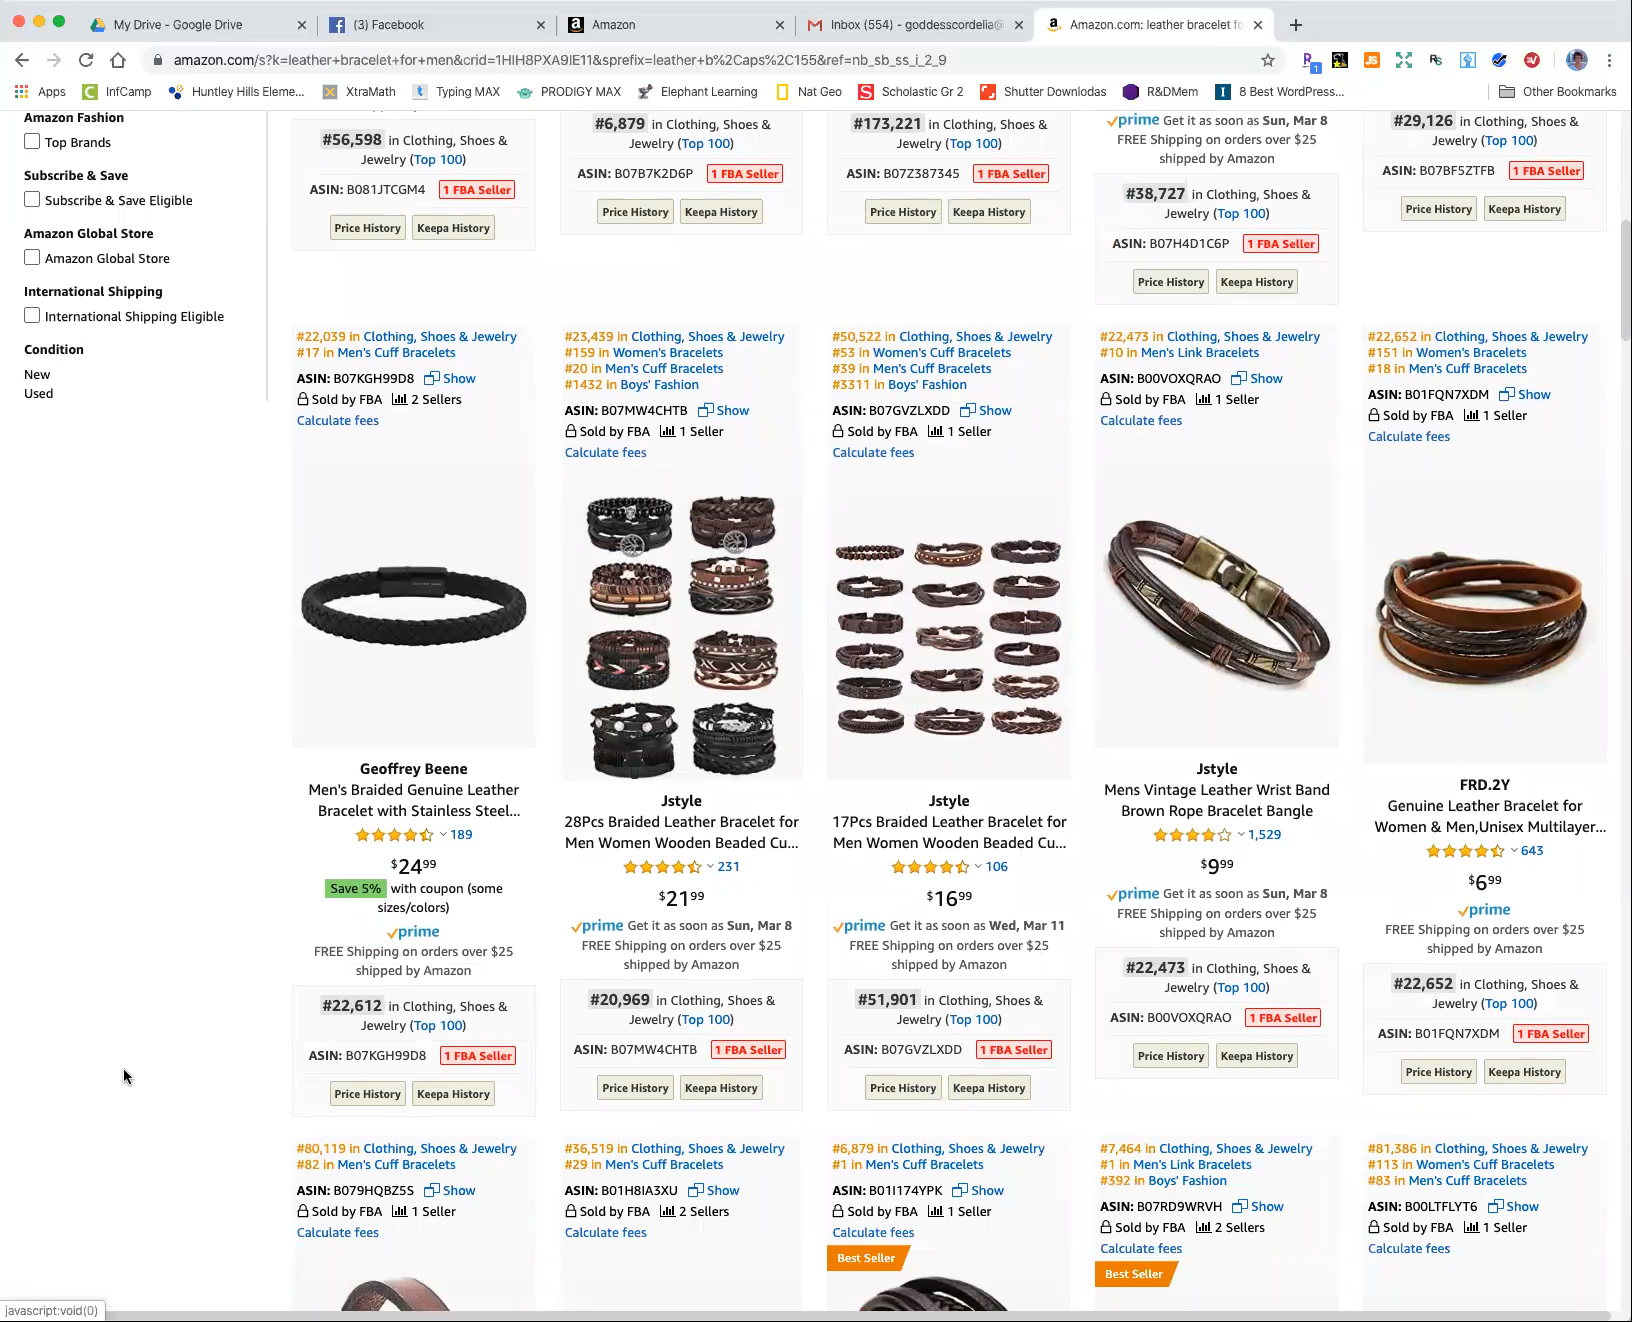 My Drive - Google Drive
(3) Facebook
Amazon
Inbox (554) - goddesscordelia@
Amazon.com: leather bracelet fo
amazon.com/s?k=leather+bracelet+for+men&crid=1HIH8PXA9IE11&sprefix=leather+b%2Caps%2C155&ref=nb_sb_ss_i_2_9
Apps
InfCamp
Huntley Hills Eleme...
XtraMath
Typing MAX
PRODIGY MAX
Elephant Learning
Nat Geo
Scholastic Gr 2
Shutter Downlodas
R&DMem
8 Best WordPress...
Other Bookmarks
Amazon Fashion
Top Brands
Subscribe & Save
Subscribe & Save Eligible
Amazon Global Store
Amazon Global Store
International Shipping
International Shipping Eligible
Condition
New
Used
#56,598 in Clothing, Shoes &
Jewelry (Top 100)
ASIN: B081JTCGM4 1 FBA Seller
Price History Keepa History
#6,879 in Clothing, Shoes &
Jewelry (Top 100)
ASIN: B07B7K2D6P 1 FBA Seller
Price History Keepa History
#173,221 in Clothing, Shoes &
Jewelry (Top 100)
ASIN: B07Z387345 1 FBA Seller
Price History Keepa History
prime Get it as soon as Sun, Mar 8
FREE Shipping on orders over $25
shipped by Amazon
#38,727 in Clothing, Shoes &
Jewelry (Top 100)
ASIN: B07H4D1C6P 1 FBA Seller
Price History Keepa History
#29,126 in Clothing, Shoes &
Jewelry (Top 100)
ASIN: B07BF5ZTFB 1 FBA Seller
Price History Keepa History
#22,039 in Clothing, Shoes & Jewelry
#17 in Men's Cuff Bracelets
ASIN: B07KGH99D8 Show
Sold by FBA 2 Sellers
Calculate fees
Geoffrey Beene
Men's Braided Genuine Leather
Bracelet with Stainless Steel...
189
$2499
Save 5% with coupon (some
sizes/colors)
prime
FREE Shipping on orders over $25
shipped by Amazon
#22,612 in Clothing, Shoes &
Jewelry (Top 100)
ASIN: B07KGH99D8 1 FBA Seller
Price History Keepa History
#23,439 in Clothing, Shoes & Jewelry
#159 in Women's Bracelets
#20 in Men's Cuff Bracelets
#1432 in Boys' Fashion
ASIN: B07MW4CHTB Show
Sold by FBA 1 Seller
Calculate fees
Jstyle
28Pcs Braided Leather Bracelet for
Men Women Wooden Beaded Cu...
231
$2199
prime Get it as soon as Sun, Mar 8
FREE Shipping on orders over $25
shipped by Amazon
#20,969 in Clothing, Shoes &
Jewelry (Top 100)
ASIN: B07MW4CHTB 1 FBA Seller
Price History Keepa History
#50,522 in Clothing, Shoes & Jewelry
#53 in Women's Cuff Bracelets
#39 in Men's Cuff Bracelets
#3311 in Boys' Fashion
ASIN: B07GVZLXDD Show
Sold by FBA 1 Seller
Calculate fees
Jstyle
17Pcs Braided Leather Bracelet for
Men Women Wooden Beaded Cu...
106
$1699
prime Get it as soon as Wed, Mar 11
FREE Shipping on orders over $25
shipped by Amazon
#51,901 in Clothing, Shoes &
Jewelry (Top 100)
ASIN: B07GVZLXDD 1 FBA Seller
Price History Keepa History
#22,473 in Clothing, Shoes & Jewelry
#10 in Men's Link Bracelets
ASIN: B00VOXQRAO Show
Sold by FBA 1 Seller
Calculate fees
Jstyle
Mens Vintage Leather Wrist Band
Brown Rope Bracelet Bangle
1,529
$999
prime Get it as soon as Sun, Mar 8
FREE Shipping on orders over $25
shipped by Amazon
#22,473 in Clothing, Shoes &
Jewelry (Top 100)
ASIN: B00VOXQRAO 1 FBA Seller
Price History Keepa History
#22,652 in Clothing, Shoes & Jewelry
#151 in Women's Bracelets
#18 in Men's Cuff Bracelets
ASIN: B01FQN7XDM Show
Sold by FBA 1 Seller
Calculate fees
FRD.2Y
Genuine Leather Bracelet for
Women & Men,Unisex Multilayer...
643
$699
prime
FREE Shipping on orders over $25
shipped by Amazon
#22,652 in Clothing, Shoes &
Jewelry (Top 100)
ASIN: B01FQN7XDM 1 FBA Seller
Price History Keepa History
#80,119 in Clothing, Shoes & Jewelry
#82 in Men's Cuff Bracelets
ASIN: B079HQBZ5S Show
Sold by FBA 1 Seller
Calculate fees
#36,519 in Clothing, Shoes & Jewelry
#29 in Men's Cuff Bracelets
ASIN: B01H8IA3XU Show
Sold by FBA 2 Sellers
Calculate fees
#6,879 in Clothing, Shoes & Jewelry
#1 in Men's Cuff Bracelets
ASIN: B01I174YPK Show
Sold by FBA 1 Seller
Calculate fees
Best Seller
#7,464 in Clothing, Shoes & Jewelry
#1 in Men's Link Bracelets
#392 in Boys' Fashion
ASIN: B07RD9WRVH Show
Sold by FBA 2 Sellers
Calculate fees
Best Seller
#81,386 in Clothing, Shoes & Jewelry
#113 in Women's Cuff Bracelets
#83 in Men's Cuff Bracelets
ASIN: B00LTFLYT6 Show
Sold by FBA 1 Seller
Calculate fees
javascript:void(0)